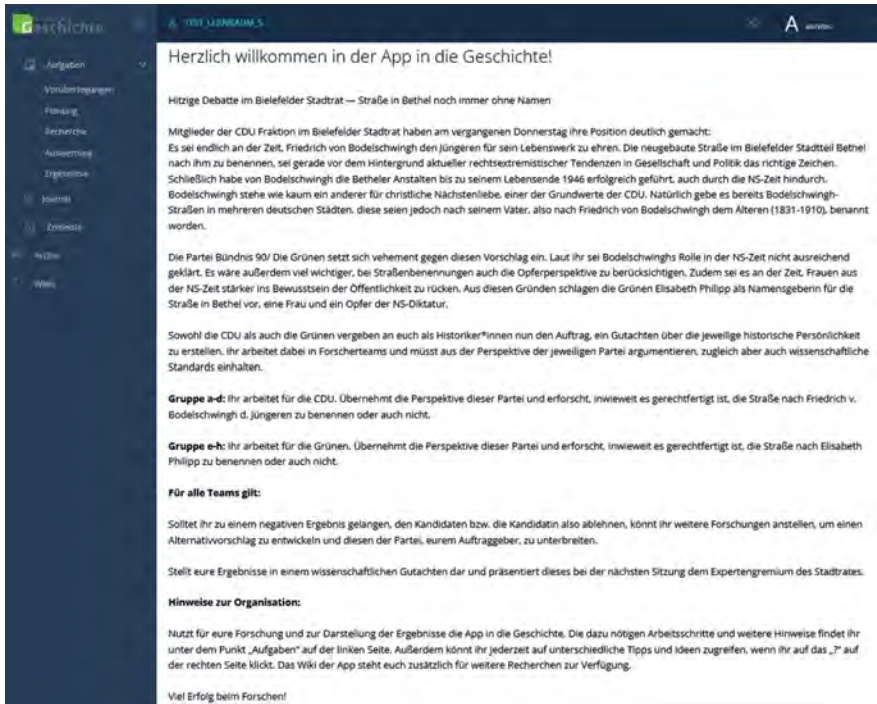 Geschichte
TEST_LERNRAUM_5
A
Herzlich willkommen in der App in die Geschichte!
Aufgaben
Vorüberlegungen
Planung
Recherche
Auswertung
Ergebnisse
Journal
Zeitleiste
Archiv
Wiki
Hitzige Debatte im Bielefelder Stadtrat — Straße in Bethel noch immer ohne Namen
Mitglieder der CDU Fraktion im Bielefelder Stadtrat haben am vergangenen Donnerstag ihre Position deutlich gemacht:
Es sei endlich an der Zeit, Friedrich von Bodelschwingh den Jüngeren für sein Lebenswerk zu ehren. Die neugebaute Straße im Bielefelder Stadtteil Bethel
nach ihm zu benennen, sei gerade vor dem Hintergrund aktueller rechtsextremistischer Tendenzen in Gesellschaft und Politik das richtige Zeichen.
Schließlich habe von Bodelschwingh die Betheler Anstalten bis zu seinem Lebensende 1946 erfolgreich geführt, auch durch die NS-Zeit hindurch.
Bodelschwingh stehe wie kaum ein anderer für christliche Nächstenliebe, einer der Grundwerte der CDU. Natürlich gebe es bereits Bodelschwingh-
Straßen in mehreren deutschen Städten, diese seien jedoch nach seinem Vater, also nach Friedrich von Bodelschwingh dem Älteren (1831-1910), benannt
worden.
Die Partei Bündnis 90/ Die Grünen setzt sich vehement gegen diesen Vorschlag ein. Laut ihr sei Bodelschwinghs Rolle in der NS-Zeit nicht ausreichend
geklärt. Es wäre außerdem viel wichtiger, bei Straßenbenennungen auch die Opferperspektive zu berücksichtigen. Zudem sei es an der Zeit, Frauen aus
der NS-Zeit stärker ins Bewusstsein der Öffentlichkeit zu rücken. Aus diesen Gründen schlagen die Grünen Elisabeth Philipp als Namensgeberin für die
Straße in Bethel vor, eine Frau und ein Opfer der NS-Diktatur.
Sowohl die CDU als auch die Grünen vergeben an euch als Historiker*innen nun den Auftrag, ein Gutachten über die jeweilige historische Persönlichkeit
zu erstellen. Ihr arbeitet dabei in Forscherteams und müsst aus der Perspektive der jeweiligen Partei argumentieren, zugleich aber auch wissenschaftliche
Standards einhalten.
Gruppe a-d: Ihr arbeitet für die CDU. Übernehmt die Perspektive dieser Partei und erforscht, inwieweit es gerechtfertigt ist, die Straße nach Friedrich v.
Bodelschwingh d. Jüngeren zu benennen oder auch nicht.
Gruppe e-h: Ihr arbeitet für die Grünen. Übernehmt die Perspektive dieser Partei und erforscht, inwieweit es gerechtfertigt ist, die Straße nach Elisabeth
Philipp zu benennen oder auch nicht.
Für alle Teams gilt:
Solltet ihr zu einem negativen Ergebnis gelangen, den Kandidaten bzw. die Kandidatin also ablehnen, könnt ihr weitere Forschungen anstellen, um einen
Alternativvorschlag zu entwickeln und diesen der Partei, eurem Auftraggeber, zu unterbreiten.
Stellt eure Ergebnisse in einem wissenschaftlichen Gutachten dar und präsentiert dieses bei der nächsten Sitzung dem Expertengremium des Stadtrates.
Hinweise zur Organisation:
Nutzt für eure Forschung und zur Darstellung der Ergebnisse die App in die Geschichte. Die dazu nötigen Arbeitsschritte und weitere Hinweise findet ihr
unter dem Punkt „Aufgaben" auf der linken Seite. Außerdem könnt ihr jederzeit auf unterschiedliche Tipps und Ideen zugreifen, wenn ihr auf das „?" auf
der rechten Seite klickt. Das Wiki der App steht euch zusätzlich für weitere Recherchen zur Verfügung.
Viel Erfolg beim Forschen!